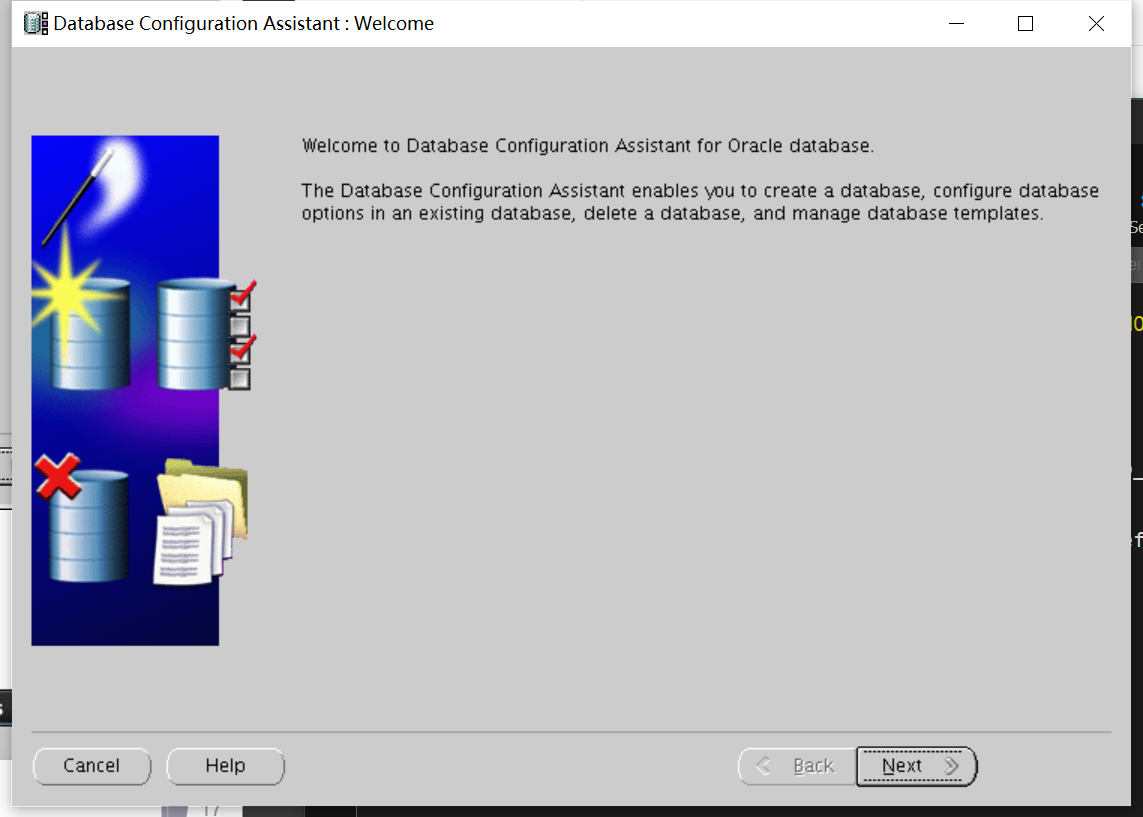 Database Configuration Assistant : Welcome
Welcome to Database Configuration Assistant for Oracle database.
The Database Configuration Assistant enables you to create a database, configure database
options in an existing database, delete a database, and manage database templates.
Cancel
Help
Back
Next
17